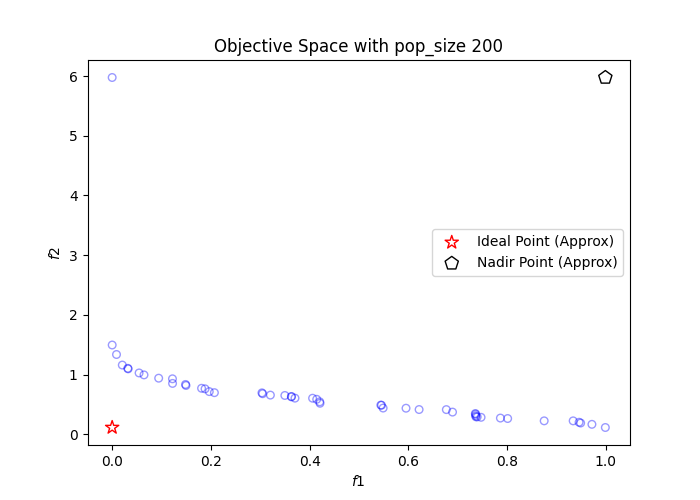 Objective Space with pop_size 200
6
5
4
3
2
1
0
f2
Ideal Point (Approx)
Nadir Point (Approx)
0.0 0.2 0.4 0.6 0.8 1.0
f1